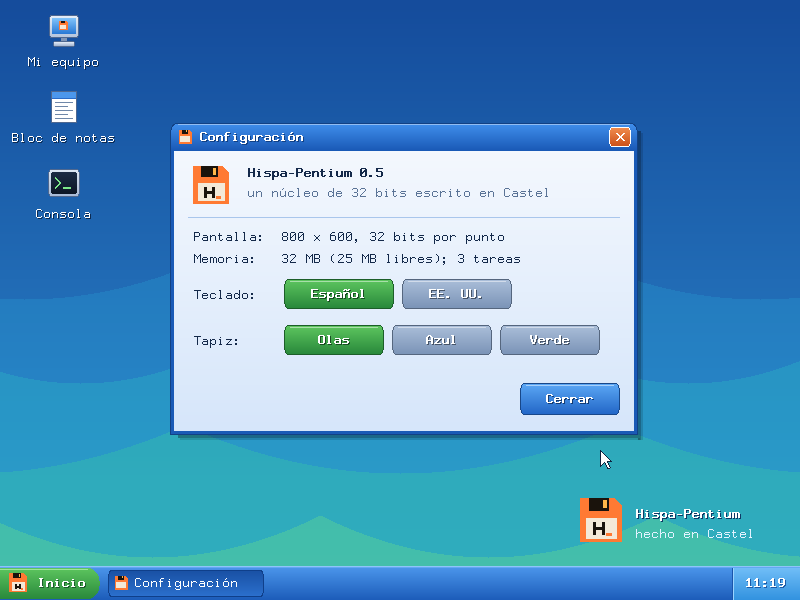 Mi equipo
Bloc de notas
Consola
Configuración
H_
Hispa-Pentium 0.5
un núcleo de 32 bits escrito en Castel
Pantalla: 800 x 600, 32 bits por punto
Memoria: 32 MB (25 MB libres); 3 tareas
Teclado: Español EE. UU.
Tapiz: Olas Azul Verde
Cerrar
H_
Hispa-Pentium
hecho en Castel
Inicio Configuración 11:19